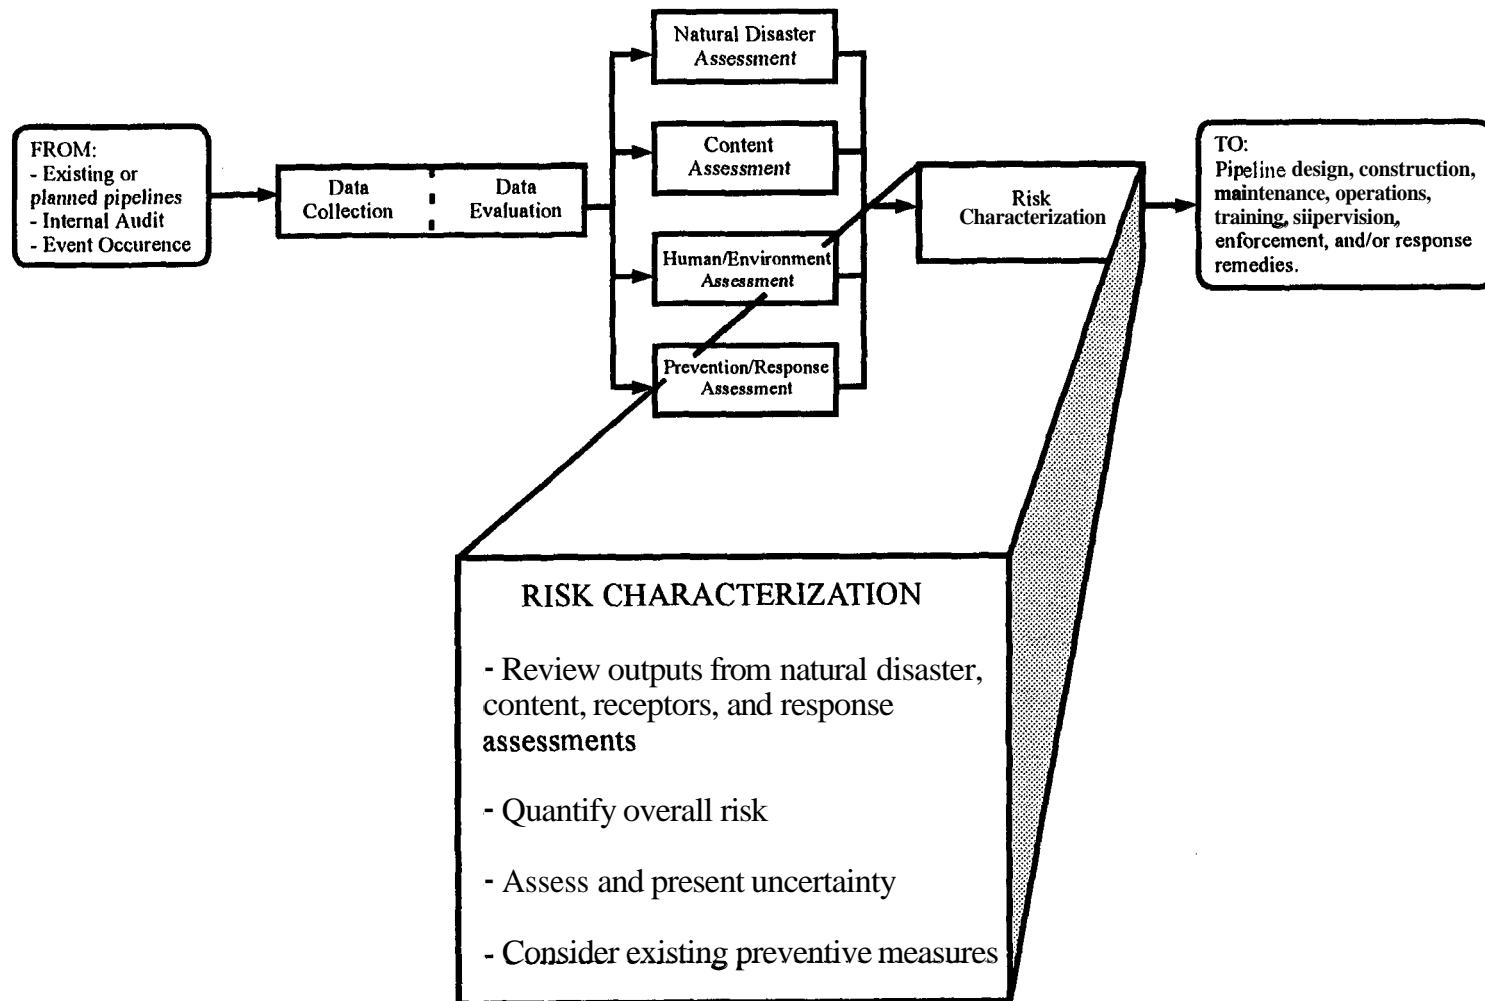 FROM:
- Existing or
planned pipelines
- Internal Audit
- Event Occurence
Data
Collection
Data
Evaluation
Natural Disaster
Assessment
Content
Assessment
Human/Environment
Assessment
Prevention/Response
Assessment
Risk
Characterization
TO:
Pipeline design, construction,
maintenance, operations,
training, siipervision,
enforcement, and/or response
remedies.
RISK CHARACTERIZATION
- Review outputs from natural disaster,
content, receptors, and response
assessments
- Quantify overall risk
- Assess and present uncertainty
- Consider existing preventive measures